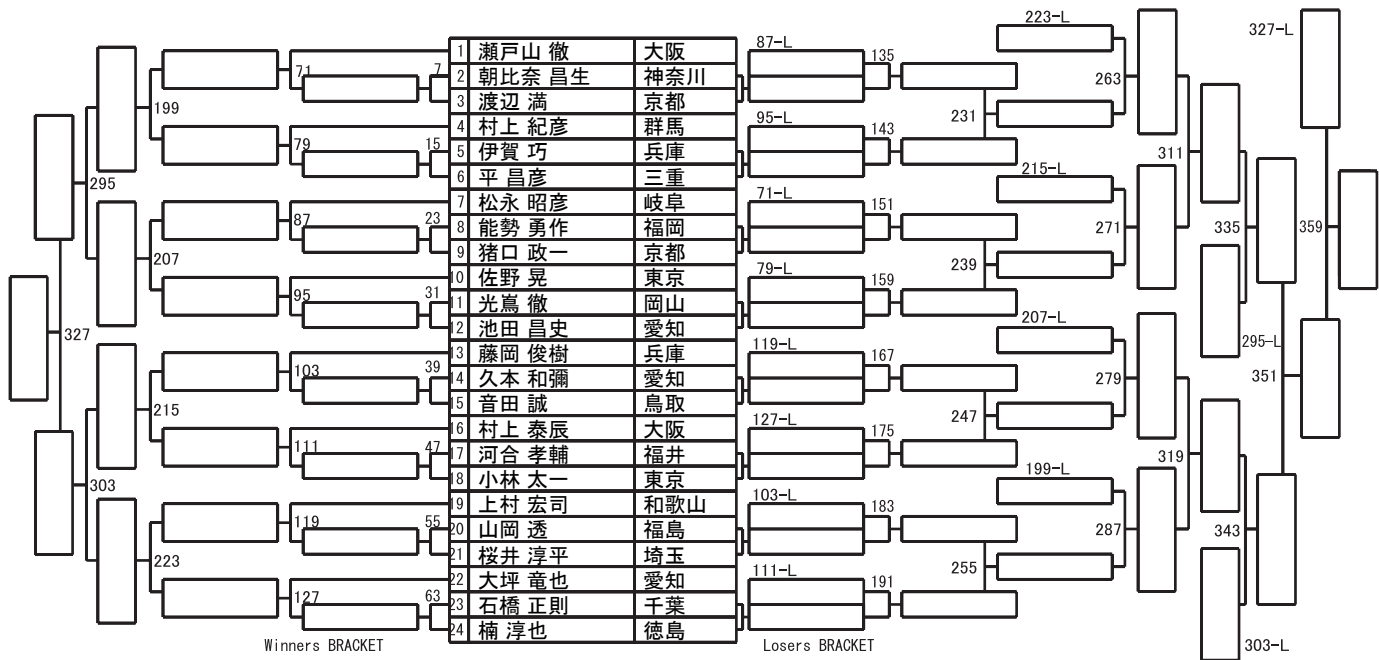 1 瀬戸山 徹 大阪
2 朝比奈 昌生 神奈川
3 渡辺 満 京都
4 村上 紀彦 群馬
5 伊賀 巧 兵庫
6 平 昌彦 三重
7 松永 昭彦 岐阜
8 能勢 勇作 福岡
9 猪口 政一 京都
10 佐野 晃 東京
11 光嶌 徹 岡山
12 池田 昌史 愛知
13 藤岡 俊樹 兵庫
14 久本 和彌 愛知
15 音田 誠 鳥取
16 村上 泰辰 大阪
17 河合 孝輔 福井
18 小林 太一 東京
19 上村 宏司 和歌山
20 山岡 透 福島
21 桜井 淳平 埼玉
22 大坪 竜也 愛知
23 石橋 正則 千葉
24 楠 淳也 徳島
327
295
303
199
207
215
223
71
79
87
95
103
111
119
127
7
15
23
31
39
47
55
63
Winners BRACKET
87-L
95-L
71-L
79-L
119-L
127-L
103-L
111-L
135
143
151
159
167
175
183
191
231
239
247
255
223-L
215-L
207-L
199-L
263
271
279
287
311
319
335
295-L
343
303-L
351
327-L
359
Losers BRACKET